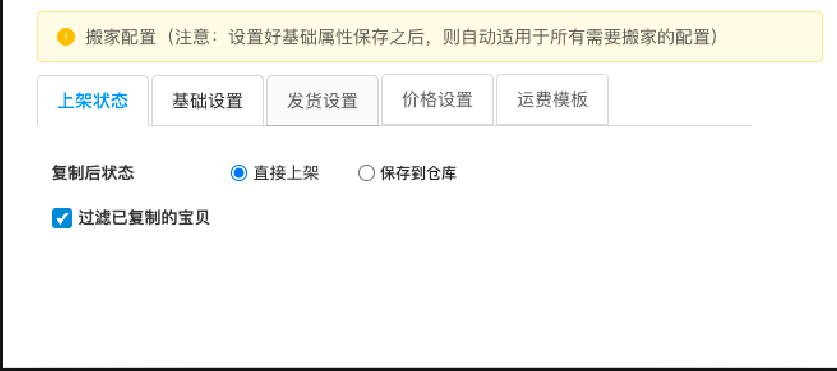 搬家配置（注意：设置好基础属性保存之后，则自动适用于所有需要搬家的配置）
上架状态 基础设置 发货设置 价格设置 运费模板
复制后状态 直接上架 保存到仓库
过滤已复制的宝贝